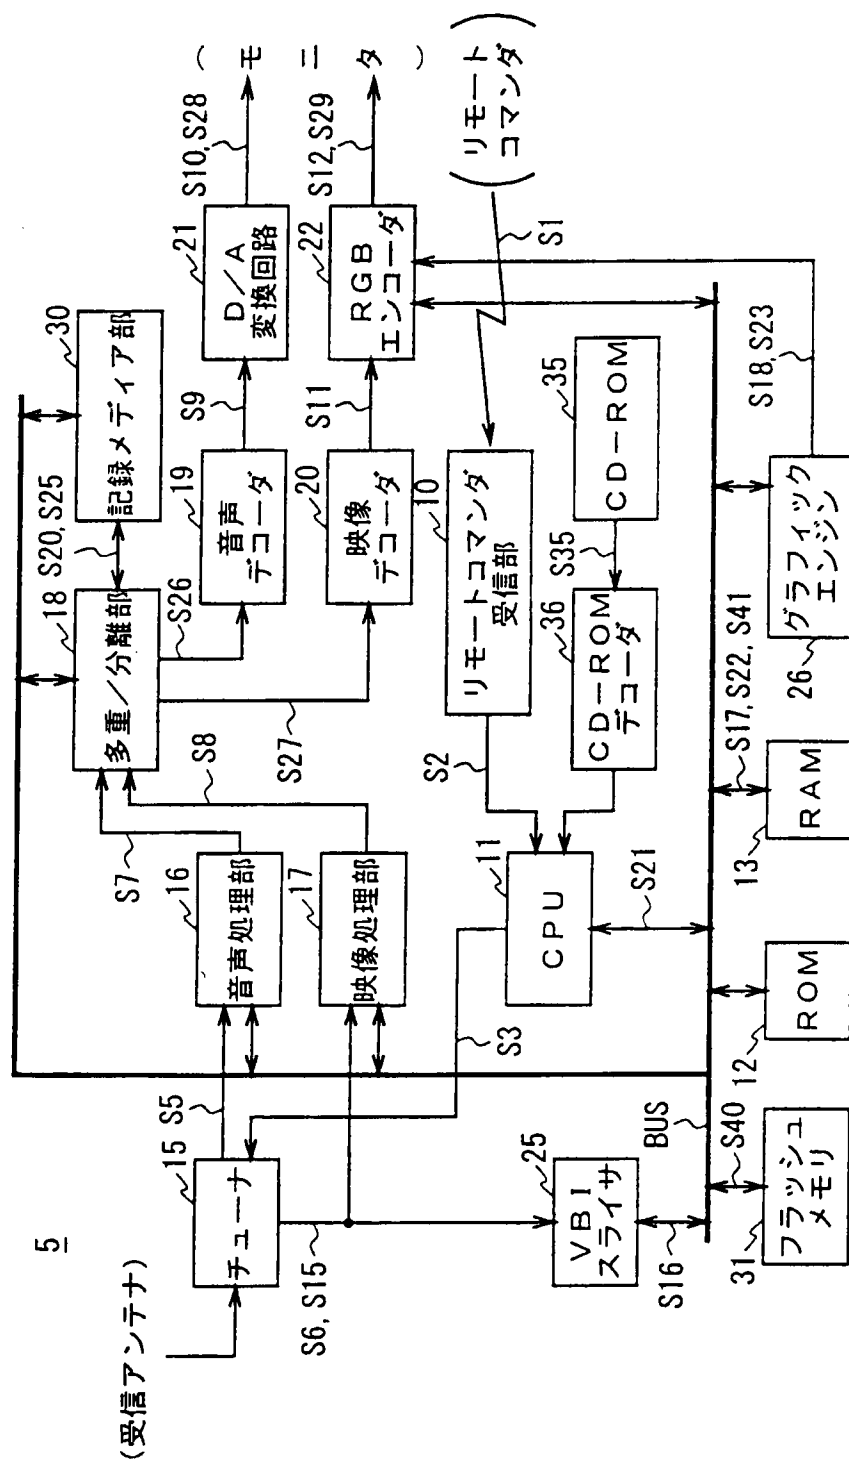 5
(受信アンテナ)
15
チューナ
S5
S6, S15
S3
25
VBI
スライサ
S16
BUS
16
音声処理部
17
映像処理部
S7
S8
18
多重/分離部
S20, S25
30
記録メディア部
S26
S27
19
音声
デコーダ
20
映像
デコーダ
S9
S11
21
D/A
変換回路
22
RGB
エンコーダ
S10, S28
S12, S29
(モニタ)
(リモート
コマンダ)
S1
10
リモートコマンダ
受信部
S2
11
CPU
S21
36
CD-ROM
デコーダ
S35
35
CD-ROM
S18, S23
31
フラッシュ
メモリ
S40
12
ROM
13
RAM
S17, S22, S41
26
グラフィック
エンジン